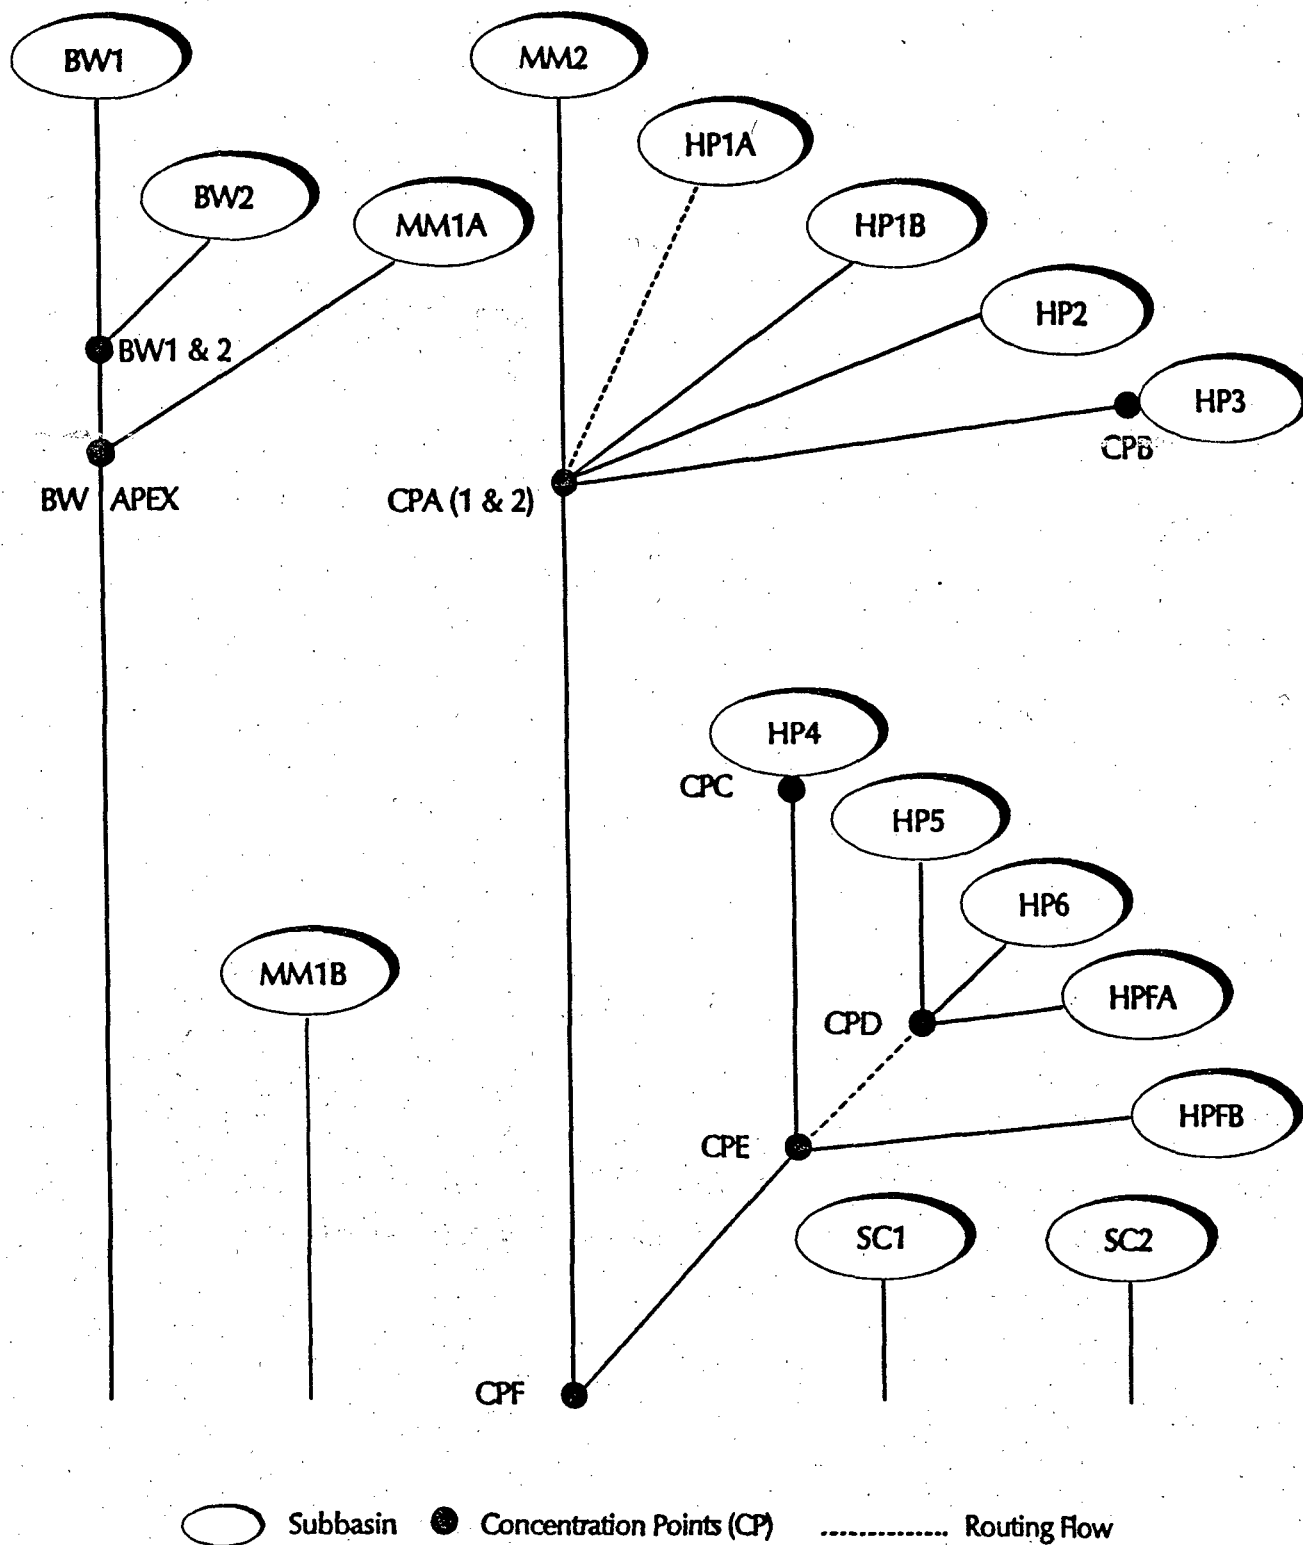 BW1
MM2
HP1A
BW2
MM1A
HP1B
HP2
BW1 & 2
HP3
CPB
BW APEX
CPA (1 & 2)
HP4
CPC
HP5
HP6
MM1B
HPFA
CPD
HPFB
CPE
SC1
SC2
CPF
Subbasin
Concentration Points (CP)
Routing Flow